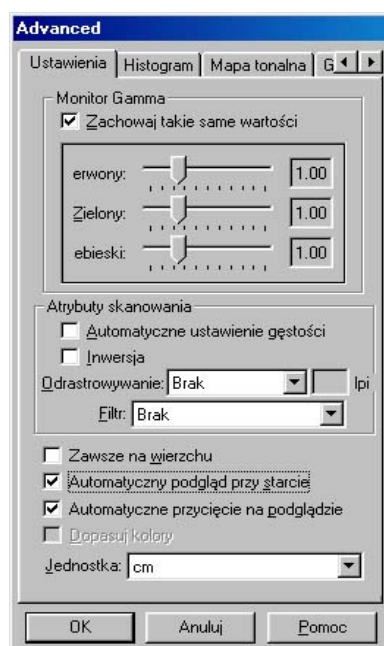 Advanced
Ustawienia Histogram Mapa tonalna G
Monitor Gamma
Zachowaj takie same wartości
erwony: 1.00
Zielony: 1.00
ebieski: 1.00
Atrybuty skanowania
Automatyczne ustawienie gęstości
Inwersja
Odrastrowywanie: Brak lpi
Filtr: Brak
Zawsze na wierzchu
Automatyczny podgląd przy starcie
Automatyczne przycięcie na podglądzie
Dopasuj kolory
Jednostka: cm
OK Anuluj Pomoc